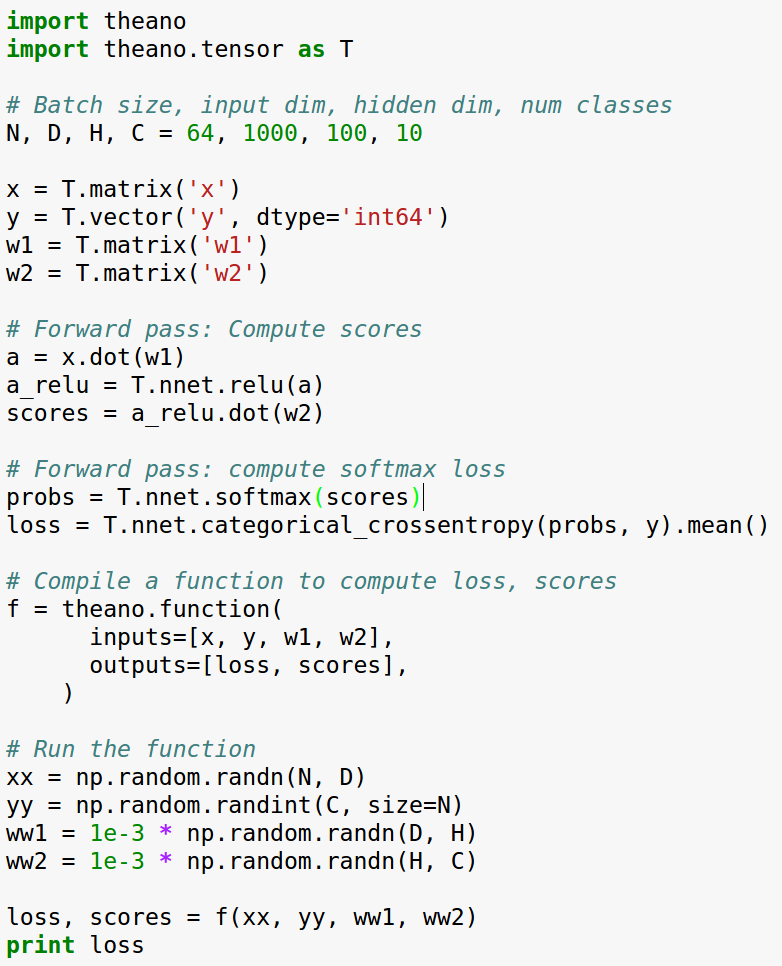 import theano
import theano.tensor as T

# Batch size, input dim, hidden dim, num classes
N, D, H, C = 64, 1000, 100, 10

x = T.matrix('x')
y = T.vector('y', dtype='int64')
w1 = T.matrix('w1')
w2 = T.matrix('w2')

# Forward pass: Compute scores
a = x.dot(w1)
a_relu = T.nnet.relu(a)
scores = a_relu.dot(w2)

# Forward pass: compute softmax loss
probs = T.nnet.softmax(scores)
loss = T.nnet.categorical_crossentropy(probs, y).mean()

# Compile a function to compute loss, scores
f = theano.function(
      inputs=[x, y, w1, w2],
      outputs=[loss, scores],
    )

# Run the function
xx = np.random.randn(N, D)
yy = np.random.randint(C, size=N)
ww1 = 1e-3 * np.random.randn(D, H)
ww2 = 1e-3 * np.random.randn(H, C)

loss, scores = f(xx, yy, ww1, ww2)
print loss